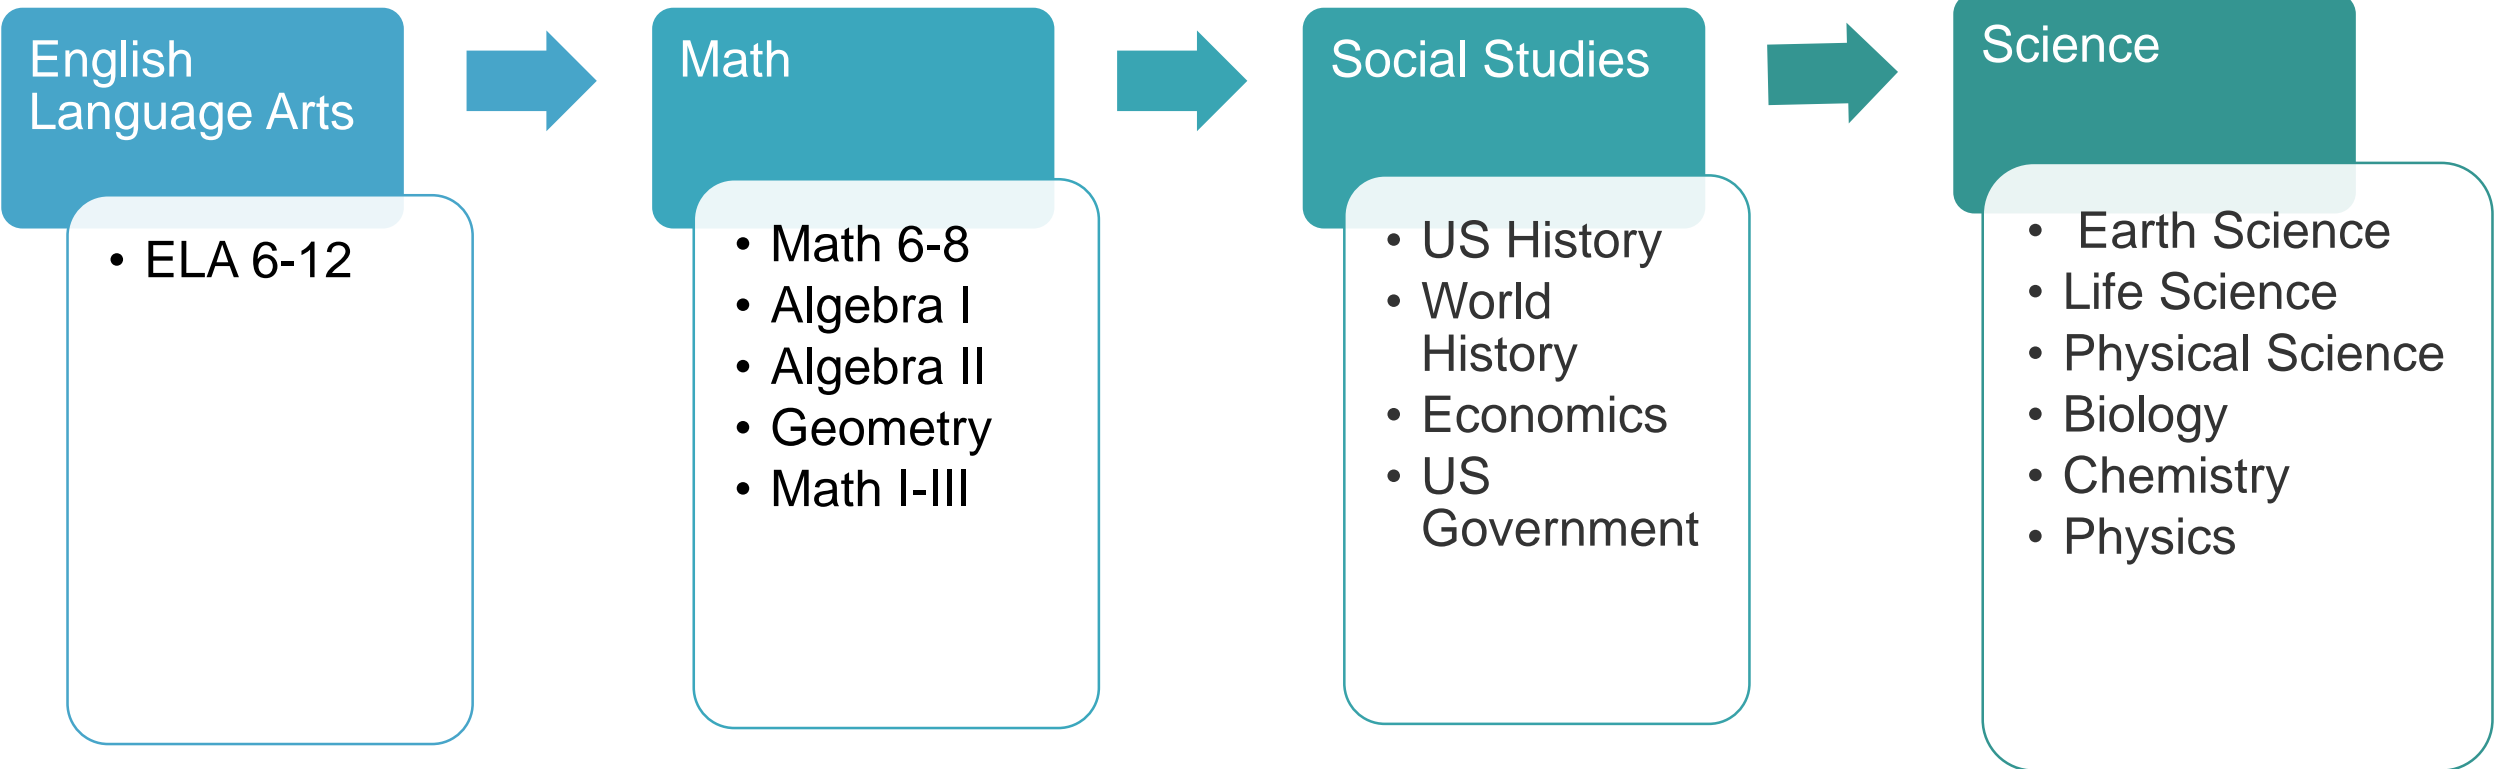 English
Language Arts
• ELA 6-12
Math
• Math 6-8
• Algebra I
• Algebra II
• Geometry
• Math I-III
Social Studies
• US History
• World
History
• Economics
• US
Government
Science
• Earth Science
• Life Science
• Physical Science
• Biology
• Chemistry
• Physics